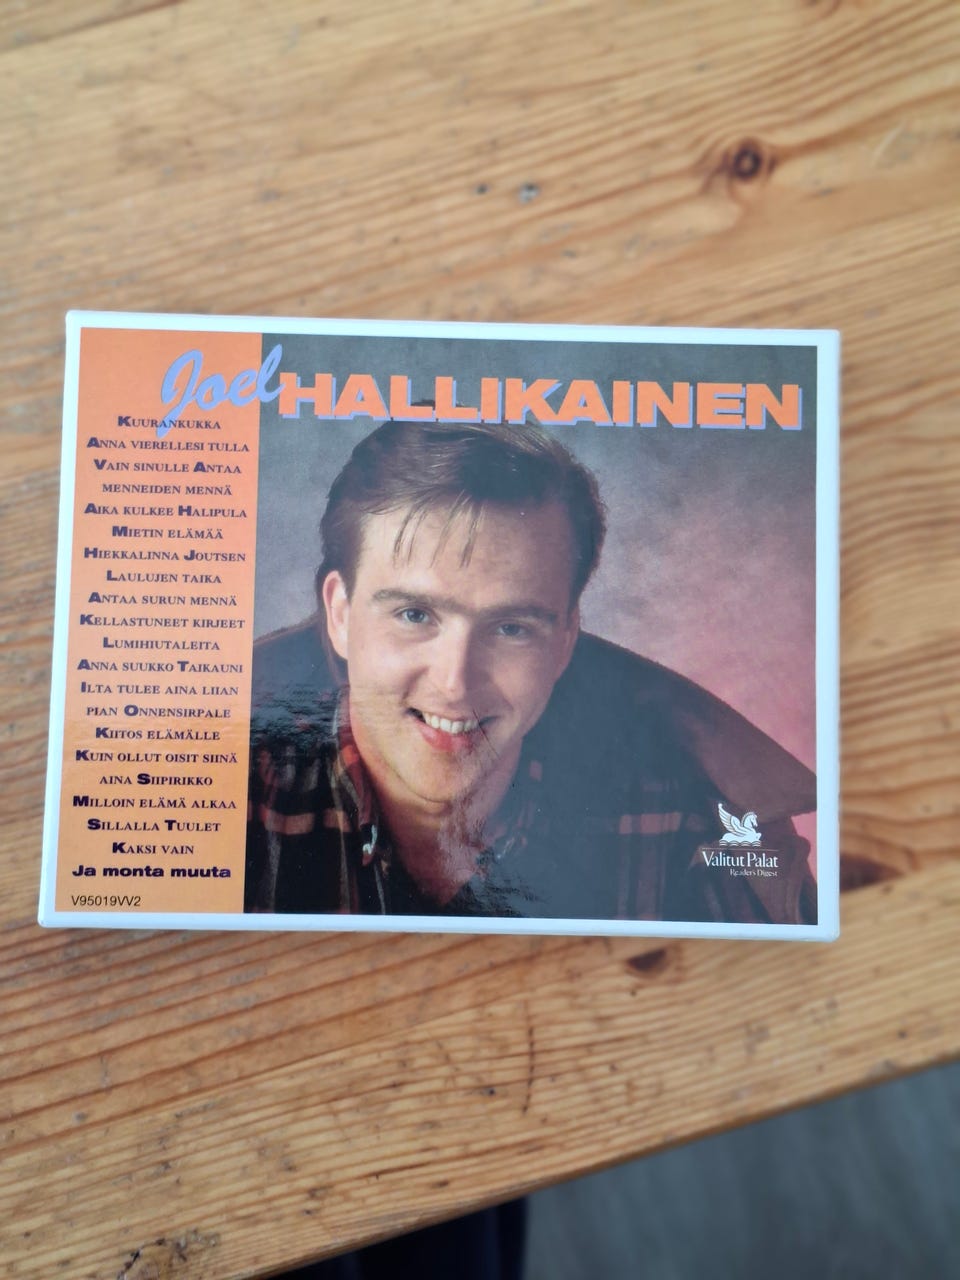 Joel HALLIKAINEN
KUURANKUKKA
ANNA VIERELLESI TULLA
VAIN SINULLE ANTAA
MENNEIDEN MENNÄ
AIKA KULKEE HALIPULA
MIETIN ELÄMÄÄ
HIEKKALINNA JOUTSEN
LAULUJEN TAIKA
ANTAA SURUN MENNÄ
KELLASTUNEET KIRJEET
LUMIHIUTALEITA
ANNA SUUKKO TAIKAUNI
ILTA TULEE AINA LIIAN
PIAN ONNENSIRPALE
KIITOS ELÄMÄLLE
KUIN OLLUT OISIT SIINÄ
AINA SIIPIRIKKO
MILLOIN ELÄMÄ ALKAA
SILLALLA TUULET
KAKSI VAIN
Ja monta muuta
V95019VV2
Valitut Palat
Reader's Digest